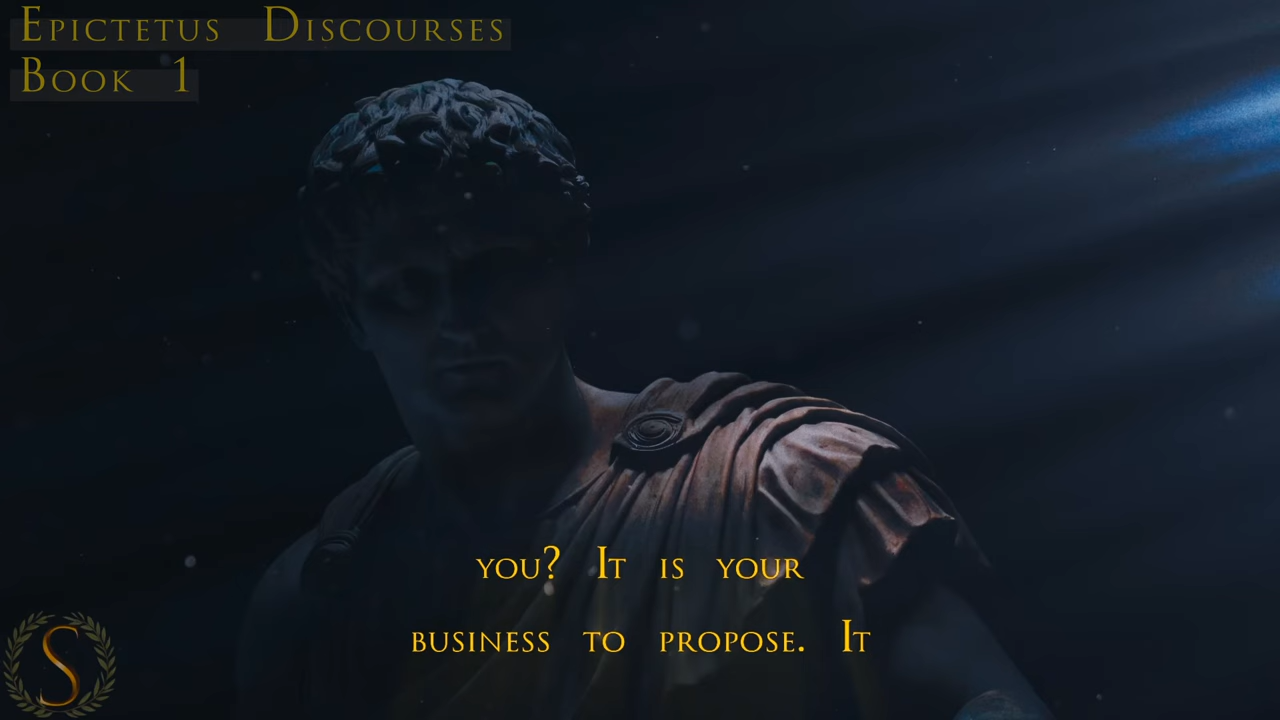 Epictetus Discourses
Book 1
you? It is your
business to propose. It
S